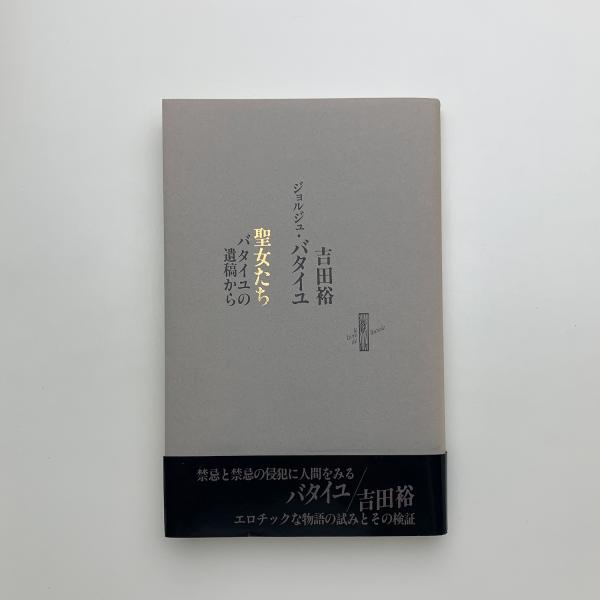 吉田裕
ジョルジュ・バタイユ
聖女たち
バタイユの
遺稿から
禁忌と禁忌の侵犯に人間をみる
バタイユ／吉田裕
エロチックな物語の試みとその検証